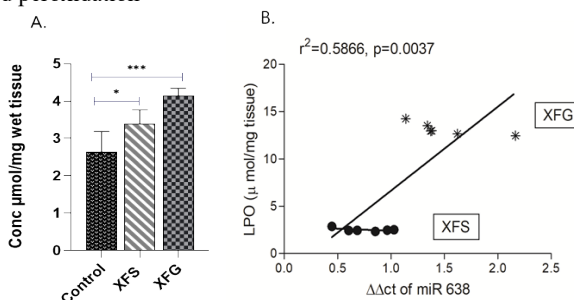 A.
Conc µmol/mg wet tissue
5
4
3
2
1
0
***
*
Control
XFS
XFG
B.
r²=0.5866, p=0.0037
LPO (µ mol/mg tissue)
20
15
10
5
0
XFG
XFS
0.0 0.5 1.0 1.5 2.0 2.5
ΔΔct of miR 638